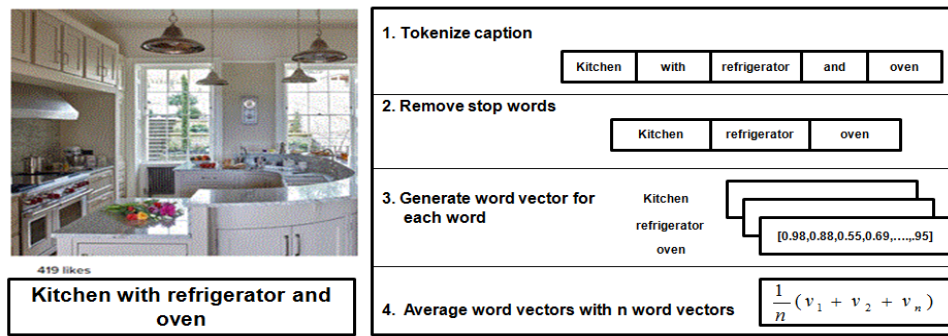 419 likes
Kitchen with refrigerator and
oven
1. Tokenize caption
Kitchen with refrigerator and oven
2. Remove stop words
Kitchen refrigerator oven
3. Generate word vector for
each word
Kitchen
refrigerator
oven
[0.98,0.88,0.55,0.69,....,.95]
4. Average word vectors with n word vectors
1/n (v₁ + v₂ + vₙ)